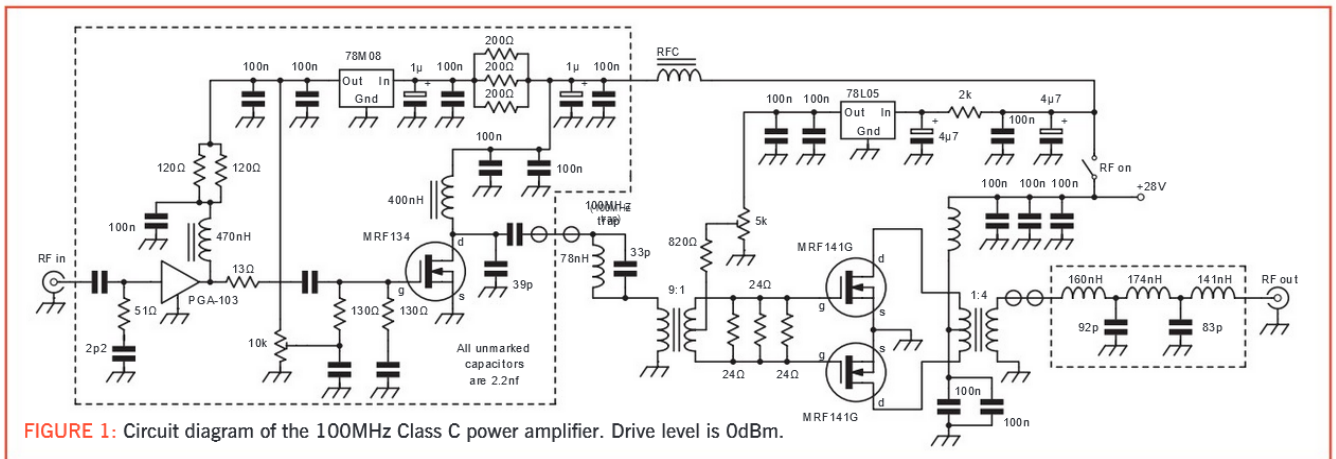 200Ω
200Ω
200Ω
RFC
100n
100n
78M08
Out
In
Gnd
1µ
+
100n
1µ
+
100n
100n
100n
100n
100n
78L05
Out
In
Gnd
2k
+
4µ7
100n
4µ7
+
RF on
+28V
100n
100n
100n
120Ω
120Ω
100n
470nH
400nH
MRF134
d
g
s
100MHz
trap
78nH
33p
39p
RF in
51Ω
2p2
PGA-103
13Ω
10k
130Ω
130Ω
All unmarked
capacitors
are 2.2nf
5k
820Ω
9:1
24Ω
24Ω
24Ω
MRF141G
d
g
s
s
g
d
MRF141G
1:4
100n
100n
160nH
174nH
141nH
92p
83p
RF out
FIGURE 1: Circuit diagram of the 100MHz Class C power amplifier. Drive level is 0dBm.